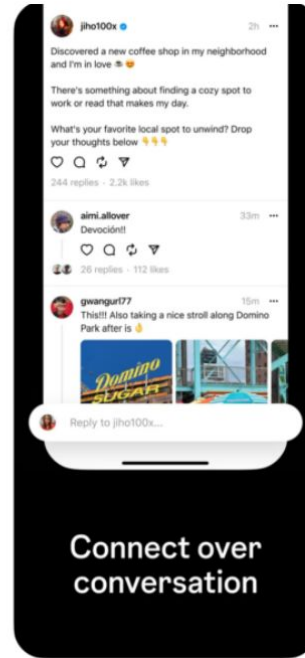 jiho100x 2h
Discovered a new coffee shop in my neighborhood
and I'm in love ☕ 😍
There's something about finding a cozy spot to
work or read that makes my day.
What's your favorite local spot to unwind? Drop
your thoughts below 👇👇👇
244 replies · 2.2k likes
aimi.allover 33m
Devoción!!
26 replies · 112 likes
gwangurl77 15m
This!!! Also taking a nice stroll along Domino
Park after is 👌
Domino
SUGAR
Reply to jiho100x...
Connect over
conversation